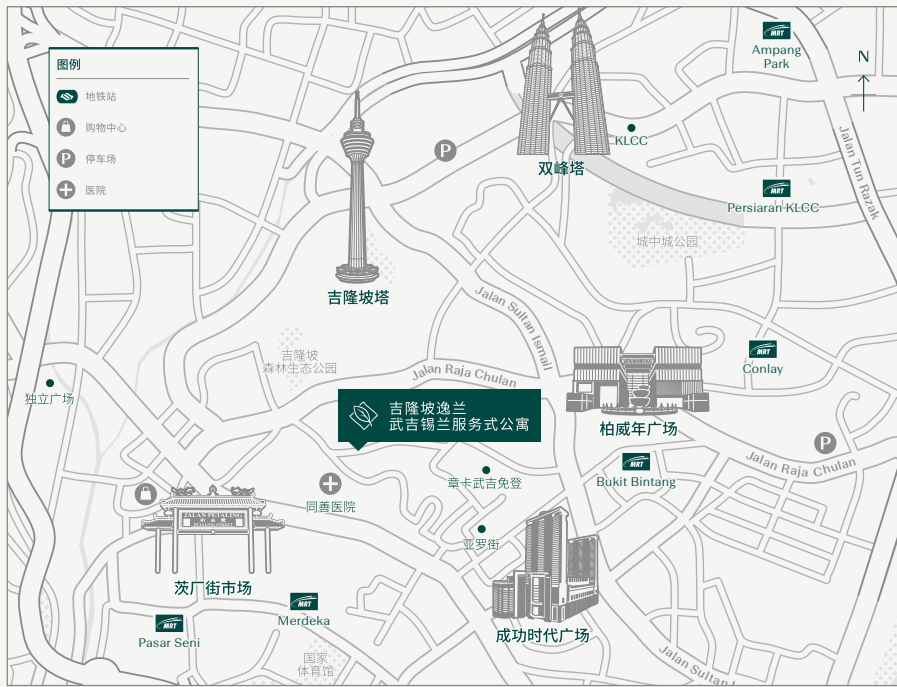 图例
地铁站
购物中心
P
停车场
医院
MRT
Ampang
Park
N
P
双峰塔
KLCC
Jalan Tun Razak
MRT
Persiaran KLCC
城中城公园
吉隆坡塔
Jalan Sultan Ismail
吉隆坡
森林生态公园
Jalan Raja Chulan
PAVILION
MRT
Conlay
独立广场
吉隆坡逸兰
武吉锡兰服务式公寓
柏威年广场
P
Jalan Raja Chulan
MRT
Bukit Bintang
章卡武吉免登
同善医院
JALAN PETALING
亚罗街
茨厂街市场
MRT
Merdeka
MRT
Pasar Seni
成功时代广场
国家
体育馆
Jalan Sultan I